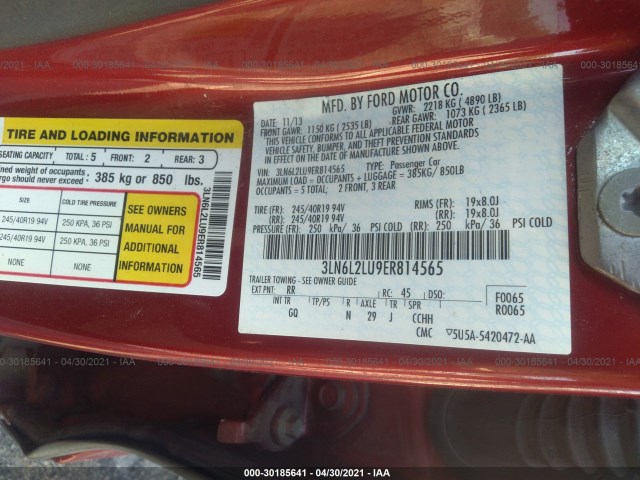 000-30185641 - 04/30/2021 - IAA
TIRE AND LOADING INFORMATION
SEATING CAPACITY TOTAL: 5 FRONT: 2 REAR: 3
weight of occupants
385 kg or 850 lbs.
SIZE COLD TIRE PRESSURE
245/40R19 94V 250 KPA, 36 PSI
245/40R19 94V 250 KPA, 36 PSI
NONE NONE
SEE OWNERS
MANUAL FOR
ADDITIONAL
INFORMATION
3LN6L2LU9ER814565
MFD. BY FORD MOTOR CO.
DATE: 11/13 GVWR: 2218 KG ( 4890 LB)
FRONT GAWR: 1150 KG ( 2535 LB) REAR GAWR: 1073 KG ( 2365 LB)
THIS VEHICLE CONFORMS TO ALL APPLICABLE FEDERAL MOTOR
VEHICLE SAFETY, BUMPER, AND THEFT PREVENTION STANDARDS
IN EFFECT ON THE DATE OF MANUFACTURE SHOWN ABOVE.
VIN: 3LN6L2LU9ER814565 TYPE: Passenger Car
MAXIMUM LOAD = OCCUPANTS + LUGGAGE = 385KG/ 850LB
OCCUPANTS = 5 TOTAL: 2 FRONT, 3 REAR
TIRE(FR): 245/40R19 94V RIMS (FR): 19x8.0J
(RR): 245/40R19 94V (RR): 19x8.0J
PRESSURE (FR): 250 kPa/ 36 PSI COLD (RR): 250 kPa/ 36 PSI COLD
3LN6L2LU9ER814565
TRAILER TOWING - SEE OWNER GUIDE
EXT PNT: RR RC: 45 DSO: F0065
INT TR TP/PS R AXLE TR SPR R0065
GQ N 29 J CCHH
CMC 5U5A-5420472-AA
000-30185641 - 04/30/2021 - IAA
000-30185641 - 04/30/2021 - IAA